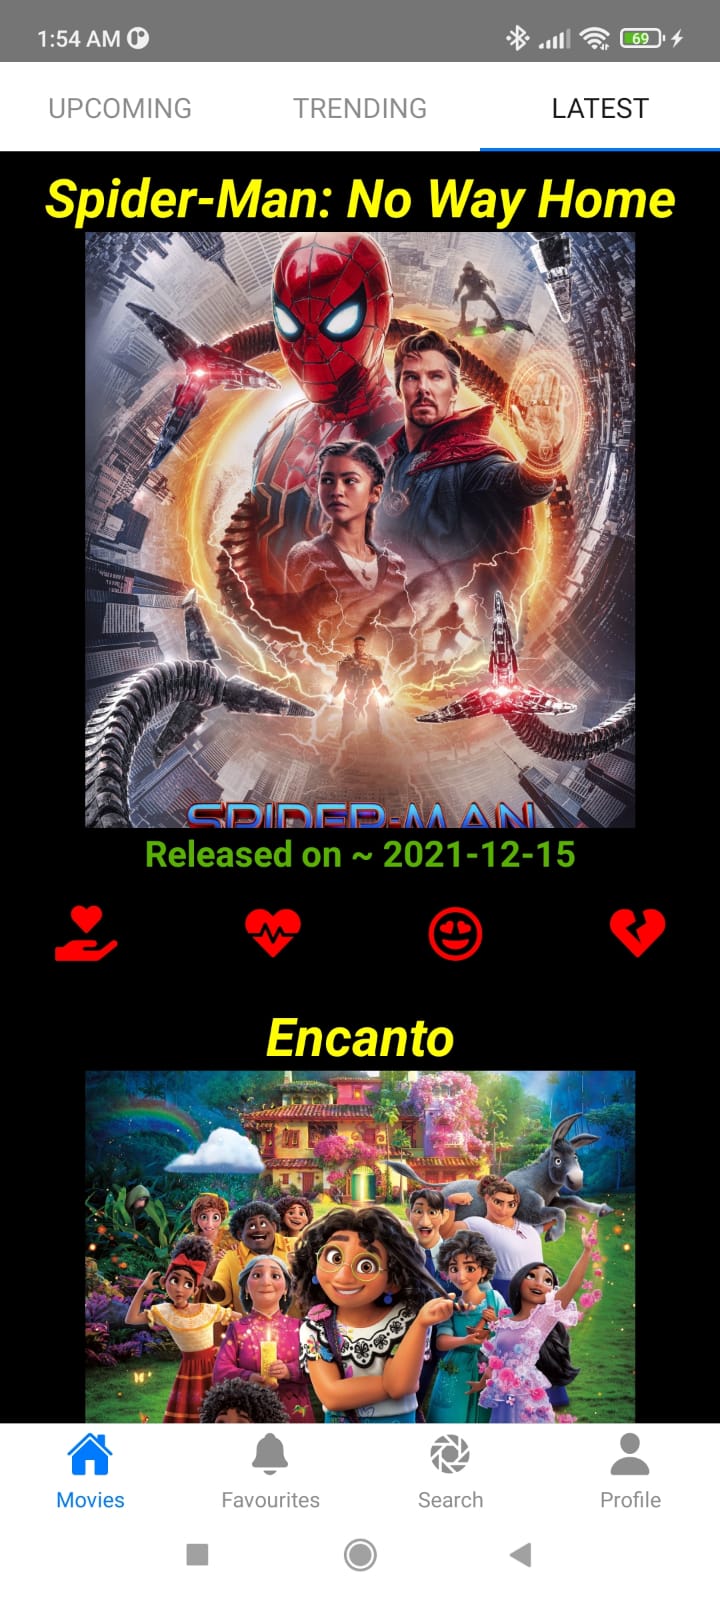 1:54 AM
69
UPCOMING TRENDING LATEST
Spider-Man: No Way Home
SPIDER-MAN
Released on ~ 2021-12-15
Encanto
Movies Favourites Search Profile